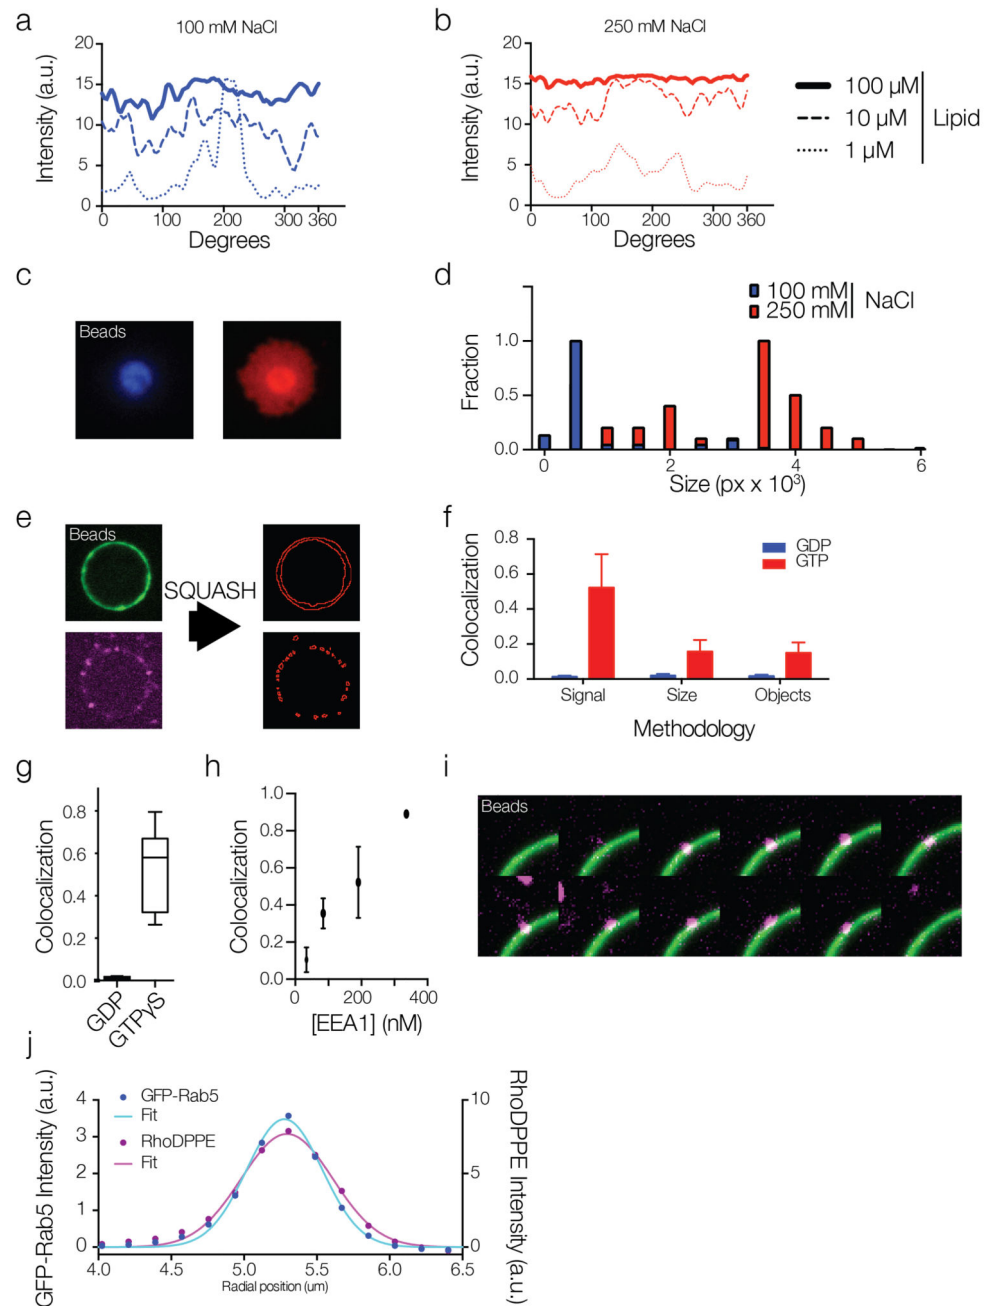 a
100 mM NaCl
Intensity (a.u.)
20
15
10
5
0
0 100 200 300 360
Degrees
b
250 mM NaCl
Intensity (a.u.)
20
15
10
5
0
0 100 200 300 360
Degrees
100 µM
10 µM
1 µM
Lipid
c
Beads
d
100 mM
250 mM
NaCl
Fraction
1.0
0.5
0.0
0 2 4 6
Size (px x 10³)
e
Beads
SQUASH
f
Colocalization
0.8
0.6
0.4
0.2
0.0
GDP
GTP
Signal Size Objects
Methodology
g
Colocalization
0.8
0.6
0.4
0.2
0.0
GDP
GTPγS
h
Colocalization
1.0
0.8
0.6
0.4
0.2
0.0
0 200 400
[EEA1] (nM)
i
Beads
j
GFP-Rab5 Intensity (a.u.)
4
3
2
1
0
GFP-Rab5
Fit
RhoDPPE
Fit
10
5
0
RhoDPPE Intensity (a.u.)
4.0 4.5 5.0 5.5 6.0 6.5
Radial position (um)